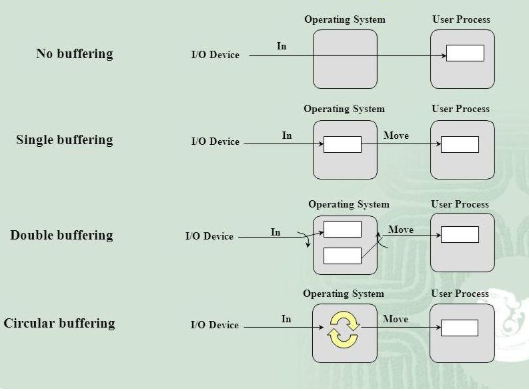 Operating System User Process
No buffering I/O Device In
Operating System User Process
Single buffering I/O Device In Move
Operating System User Process
Double buffering I/O Device In Move
Operating System User Process
Circular buffering I/O Device In Move